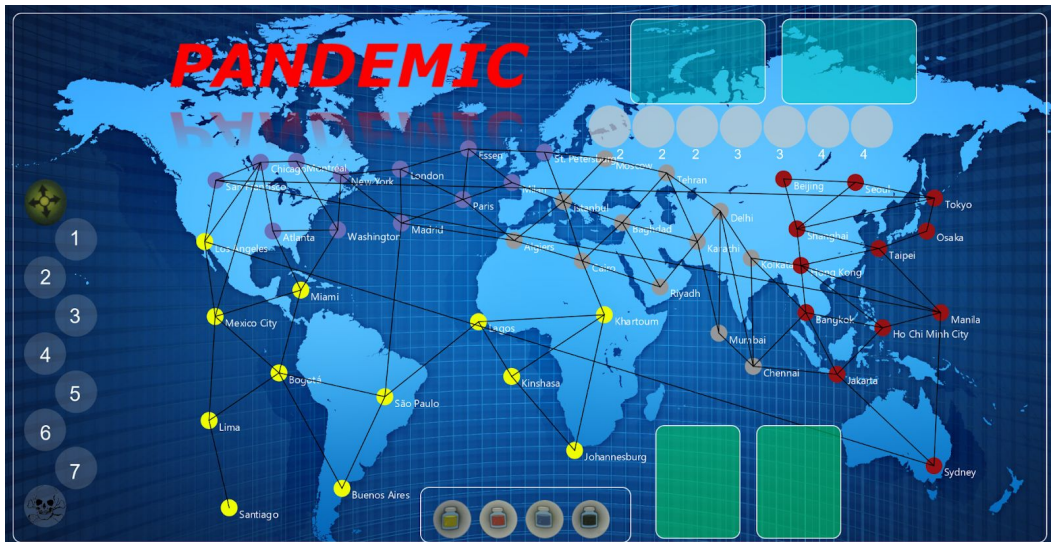 PANDEMIC
2 2 2 3 3 4 4
Essen
St. Petersburg
Moscow
Chicago
Montréal
London
Tehran
San Francisco
New York
Milan
Beijing
Seoul
Paris
Istanbul
Delhi
Tokyo
Atlanta
Washington
Madrid
Baghdad
Shanghai
Osaka
1
Los Angeles
Algiers
Karachi
Taipei
Cairo
Kolkata
Hong Kong
2
Miami
Riyadh
3
Mexico City
Lagos
Khartoum
Bangkok
Manila
Mumbai
Ho Chi Minh City
4
Bogotá
Kinshasa
Chennai
Jakarta
5
São Paulo
6
Lima
Johannesburg
7
Sydney
Buenos Aires
Santiago